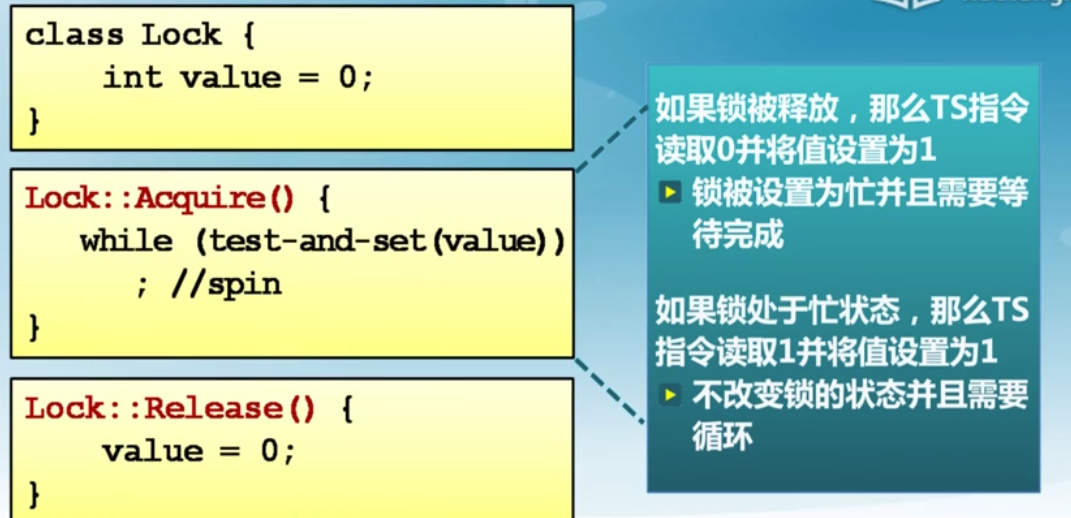 class Lock {
int value = 0;
}
Lock::Acquire() {
while (test-and-set(value))
; //spin
}
Lock::Release() {
value = 0;
}
如果锁被释放，那么TS指令
读取0并将值设置为1
锁被设置为忙并且需要等
待完成
如果锁处于忙状态，那么TS
指令读取1并将值设置为1
不改变锁的状态并且需要
循环